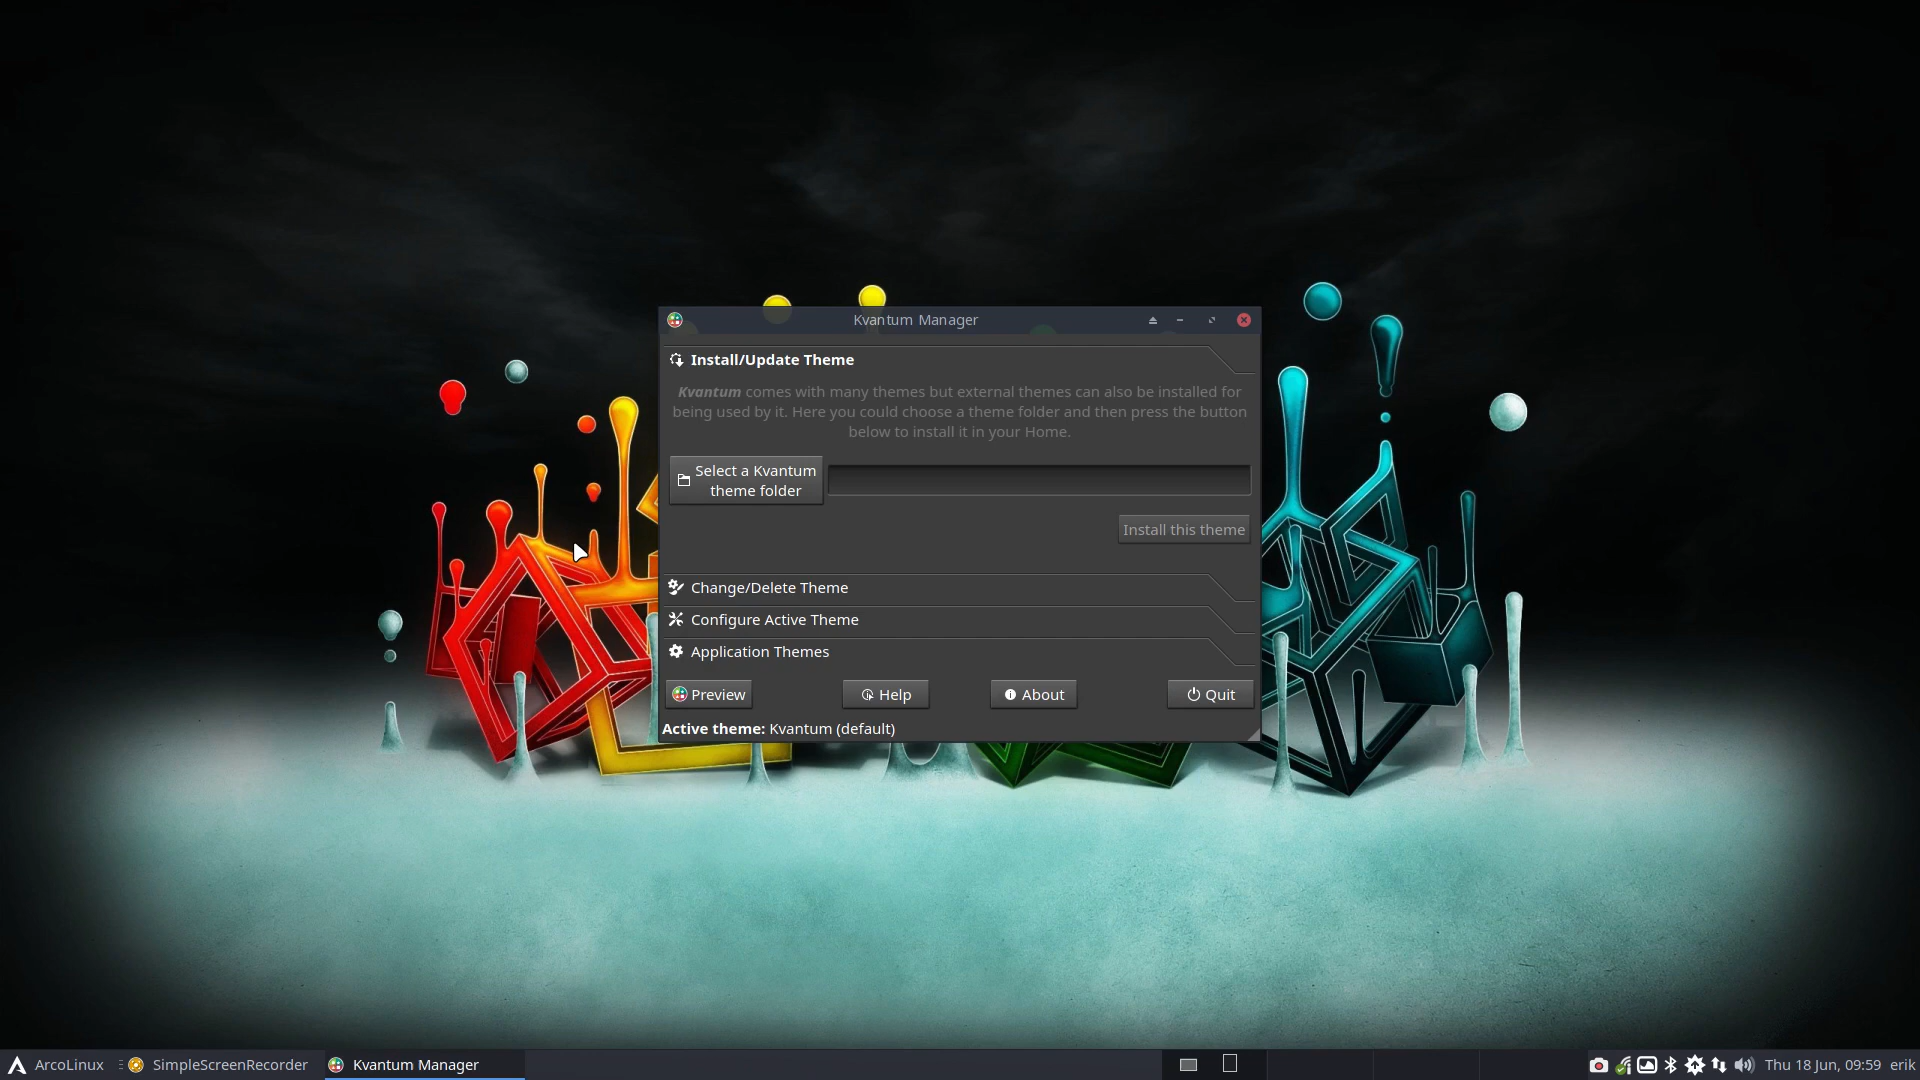 Kvantum Manager
Install/Update Theme
Kvantum comes with many themes but external themes can also be installed for
being used by it. Here you could choose a theme folder and then press the button
below to install it in your Home.
Select a Kvantum
theme folder
Install this theme
Change/Delete Theme
Configure Active Theme
Application Themes
Preview
Help
About
Quit
Active theme: Kvantum (default)
ArcoLinux
SimpleScreenRecorder
Kvantum Manager
Thu 18 Jun, 09:59
erik